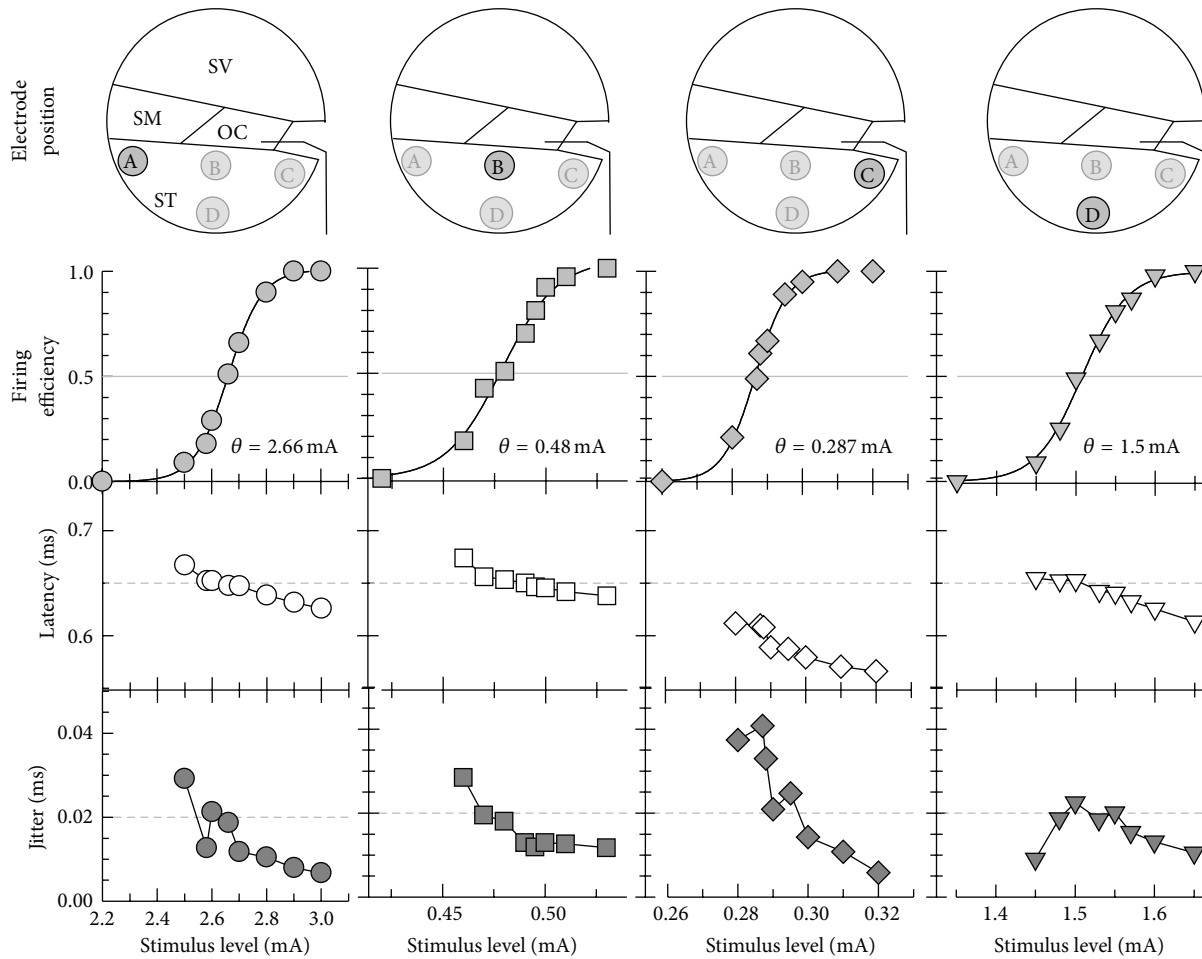 Electrode
position
SV
SM
OC
ST
A
B
C
D
A
B
C
D
A
B
C
D
A
B
C
D
Firing
efficiency
1.0
0.5
0.0
θ = 2.66 mA
θ = 0.48 mA
θ = 0.287 mA
θ = 1.5 mA
Latency (ms)
0.7
0.6
Jitter (ms)
0.04
0.02
0.00
2.2 2.4 2.6 2.8 3.0
0.45 0.50
0.26 0.28 0.30 0.32
1.4 1.5 1.6
Stimulus level (mA)
Stimulus level (mA)
Stimulus level (mA)
Stimulus level (mA)